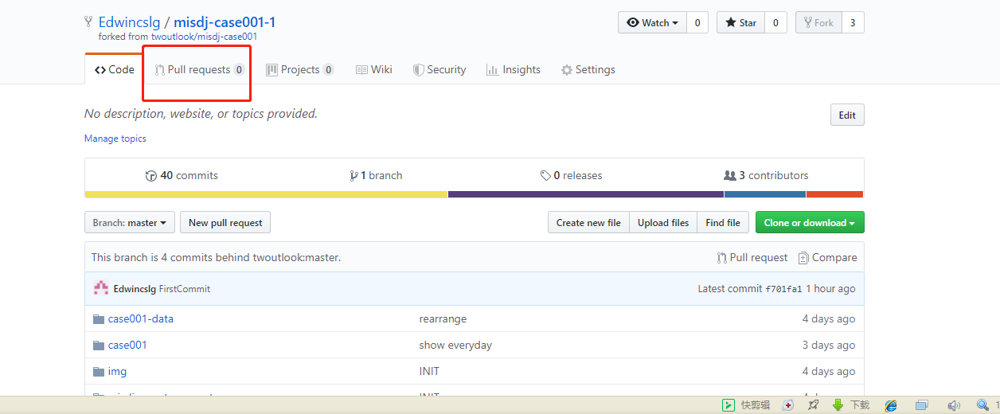 Edwincslg / misdj-case001-1
Watch 0 Star 0 Fork 3
forked from twoutlook/misdj-case001
Code Pull requests 0 Projects 0 Wiki Security Insights Settings
No description, website, or topics provided. Edit
Manage topics
40 commits 1 branch 0 releases 3 contributors
Branch: master New pull request Create new file Upload files Find file Clone or download
This branch is 4 commits behind twoutlook:master. Pull request Compare
Edwincslg FirstCommit Latest commit f701fa1 1 hour ago
case001-data rearrange 4 days ago
case001 show everyday 3 days ago
img INIT 4 days ago
快剪辑 下载